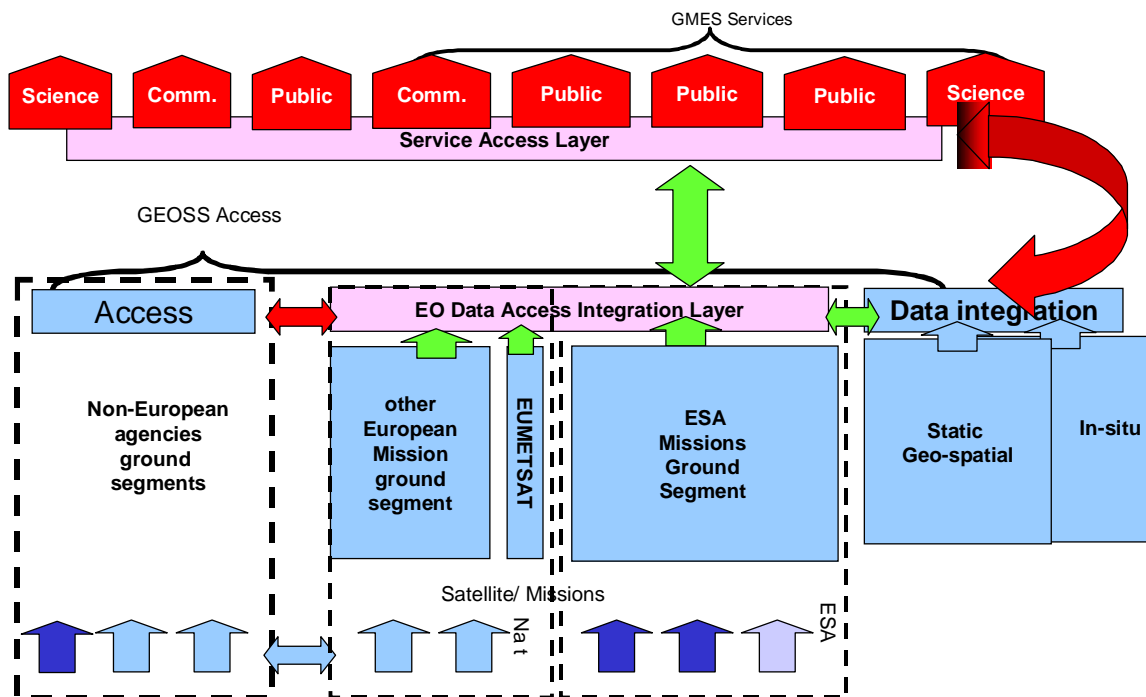 GMES Services
Science
Comm.
Public
Comm.
Public
Public
Public
Science
Service Access Layer
GEOSS Access
Access
EO Data Access Integration Layer
Data integration
Non-European
agencies
ground
segments
other
European
Mission
ground
segment
EUMETSAT
ESA
Missions
Ground
Segment
Static
Geo-spatial
In-situ
Satellite/ Missions
Nat
ESA